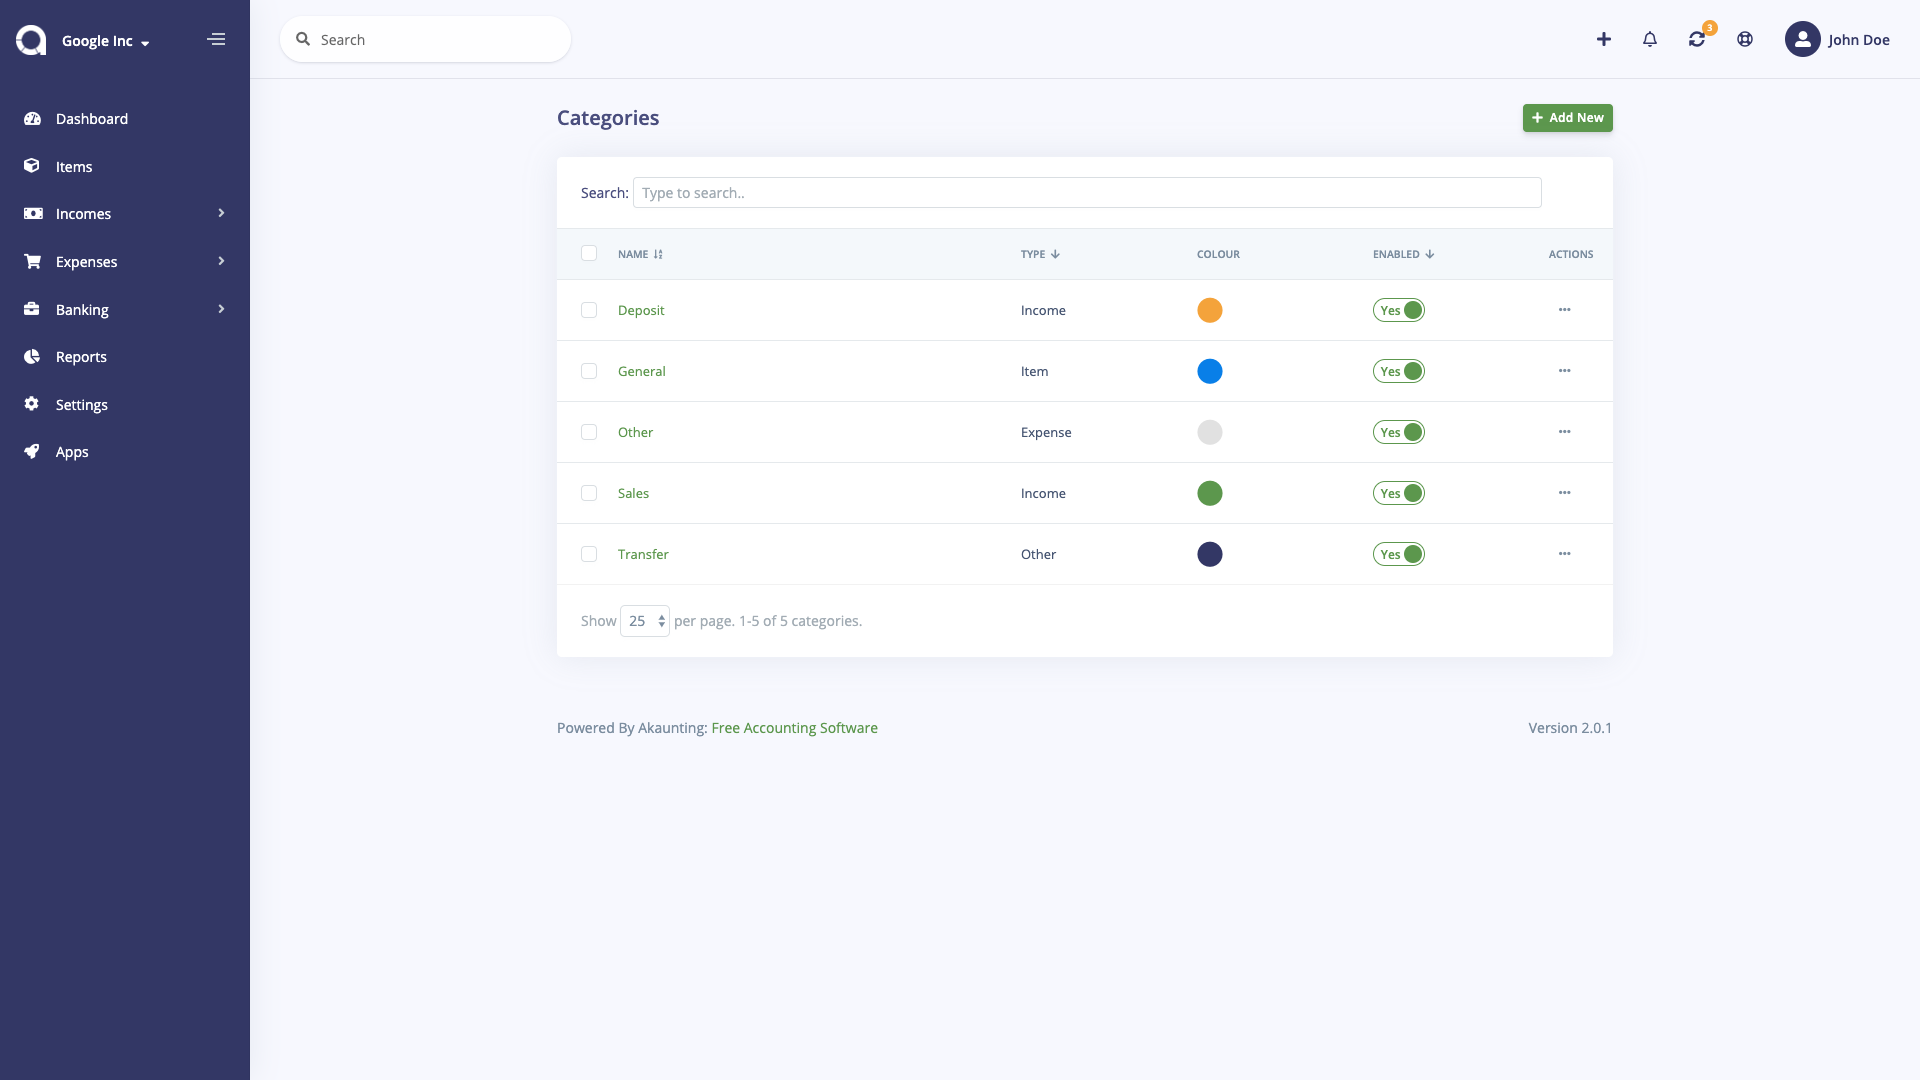 Google Inc
Search
3
John Doe
Dashboard
Items
Incomes
Expenses
Banking
Reports
Settings
Apps
Categories
Add New
Search: Type to search..
NAME TYPE COLOUR ENABLED ACTIONS
Deposit Income Yes
General Item Yes
Other Expense Yes
Sales Income Yes
Transfer Other Yes
Show 25 per page. 1-5 of 5 categories.
Powered By Akaunting: Free Accounting Software
Version 2.0.1